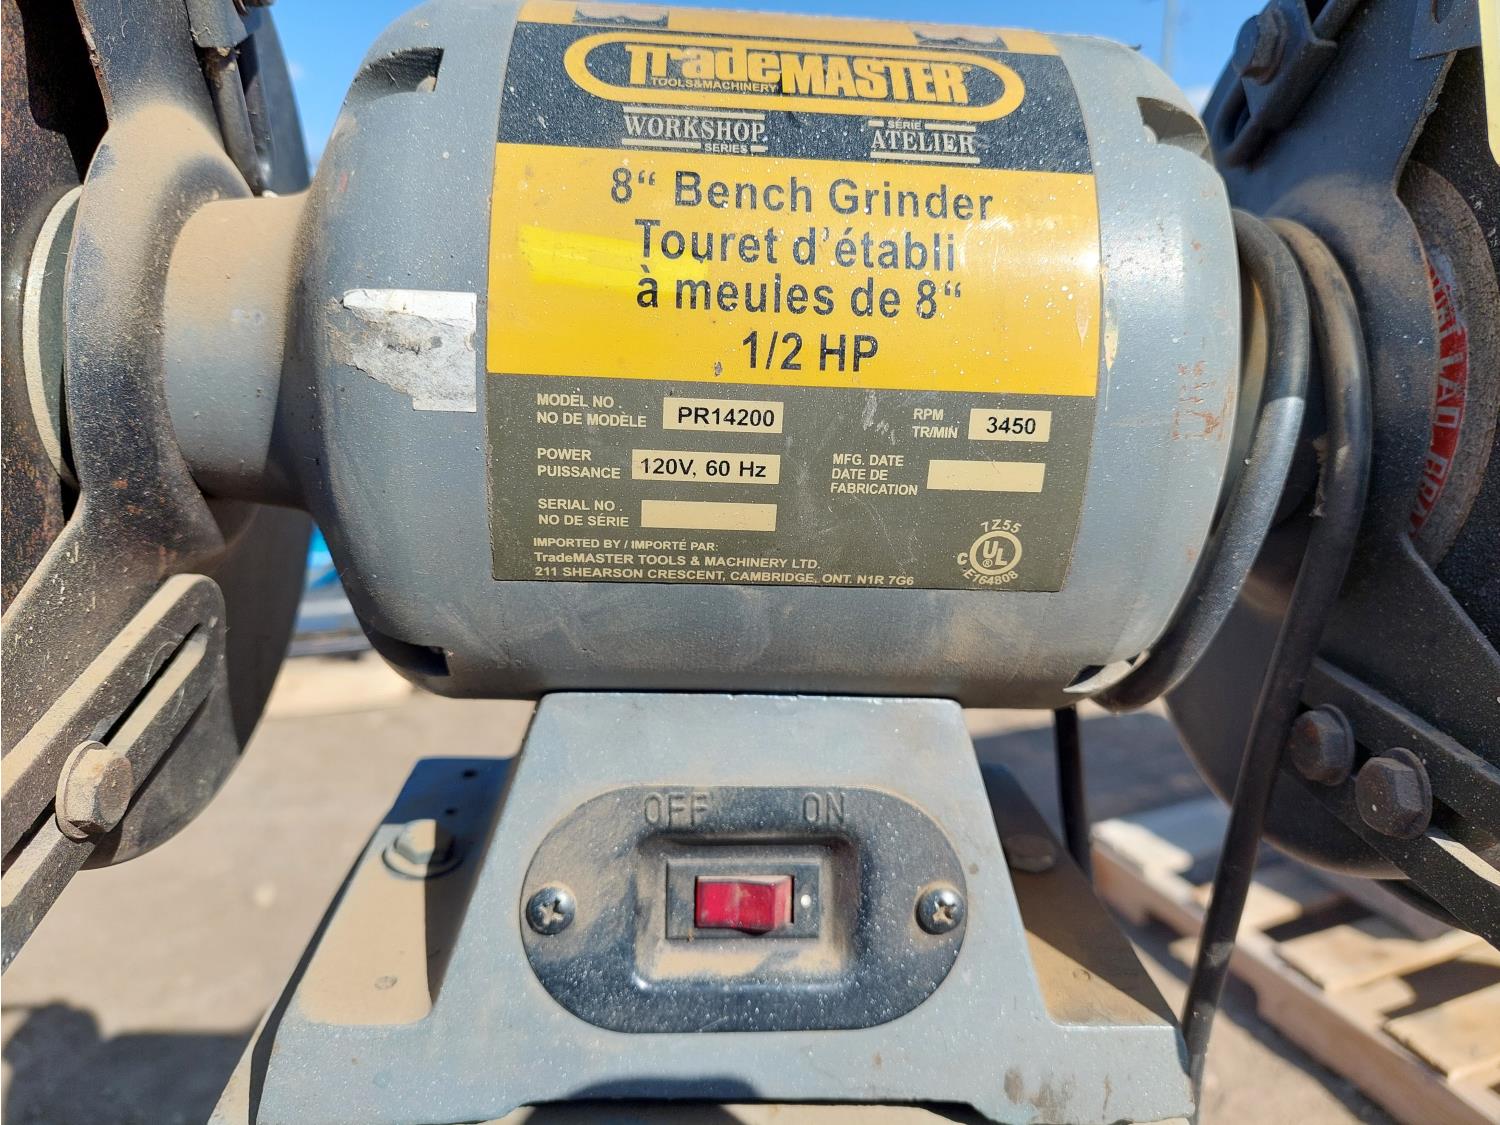 TradeMASTER
TOOLS&MACHINERY
WORKSHOP
SERIES
SÉRIE
ATELIER
8“ Bench Grinder
Touret d'établi
à meules de 8“
1/2 HP
MODEL NO.
NO DE MODÈLE
PR14200
RPM
TR/MIN
3450
POWER
PUISSANCE
120V, 60 Hz
MFG. DATE
DATE DE
FABRICATION
SERIAL NO.
NO DE SÉRIE
IMPORTED BY / IMPORTÉ PAR:
TradeMASTER TOOLS & MACHINERY LTD.
211 SHEARSON CRESCENT, CAMBRIDGE, ONT. N1R 7G6
7Z55
C UL ®
E164808
OFF ON